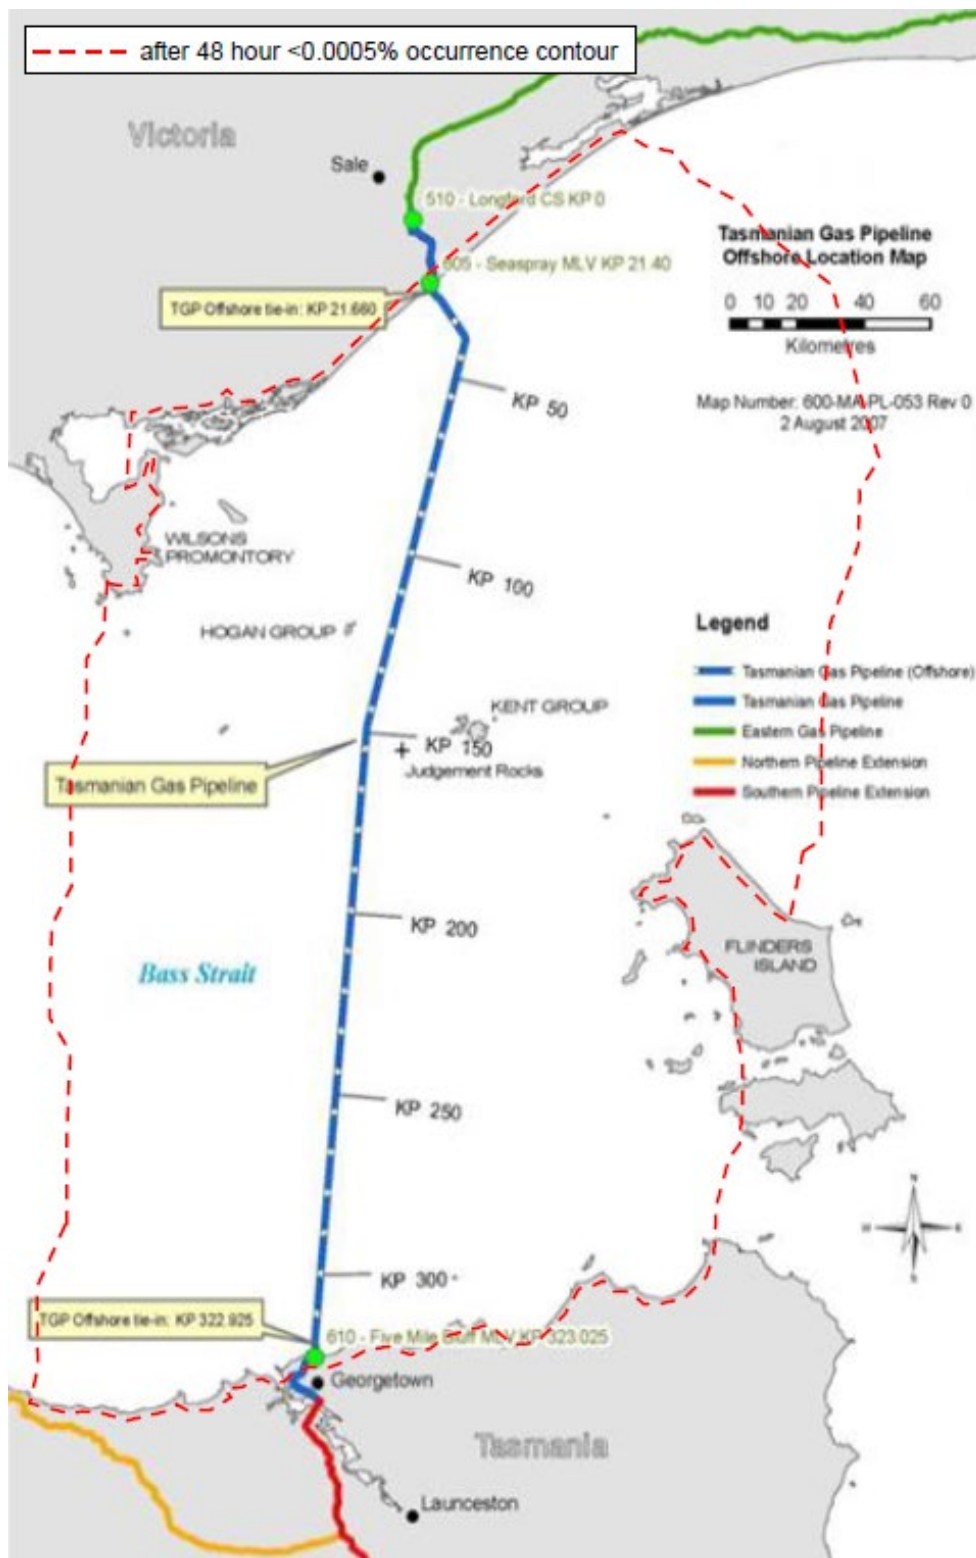 after 48 hour <0.0005% occurrence contour
Victoria
Sale
510 - Longford CS KP 0
605 - Seaspray MLV KP 21.40
TGP Offshore tie-in: KP 21.660
Tasmanian Gas Pipeline
Offshore Location Map
0 10 20 40 60
Kilometres
Map Number: 600-MA-PL-053 Rev 0
2 August 2007
KP 50
WILSONS
PROMONTORY
KP 100
HOGAN GROUP
Legend
Tasmanian Gas Pipeline (Offshore)
Tasmanian Gas Pipeline
Eastern Gas Pipeline
Northern Pipeline Extension
Southern Pipeline Extension
KENT GROUP
KP 150
Judgement Rocks
Tasmanian Gas Pipeline
KP 200
FLINDERS
ISLAND
Bass Strait
KP 250
N
W E
S
KP 300
TGP Offshore tie-in: KP 322.925
610 - Five Mile Bluff MLV KP 323.025
Georgetown
Tasmania
Launceston